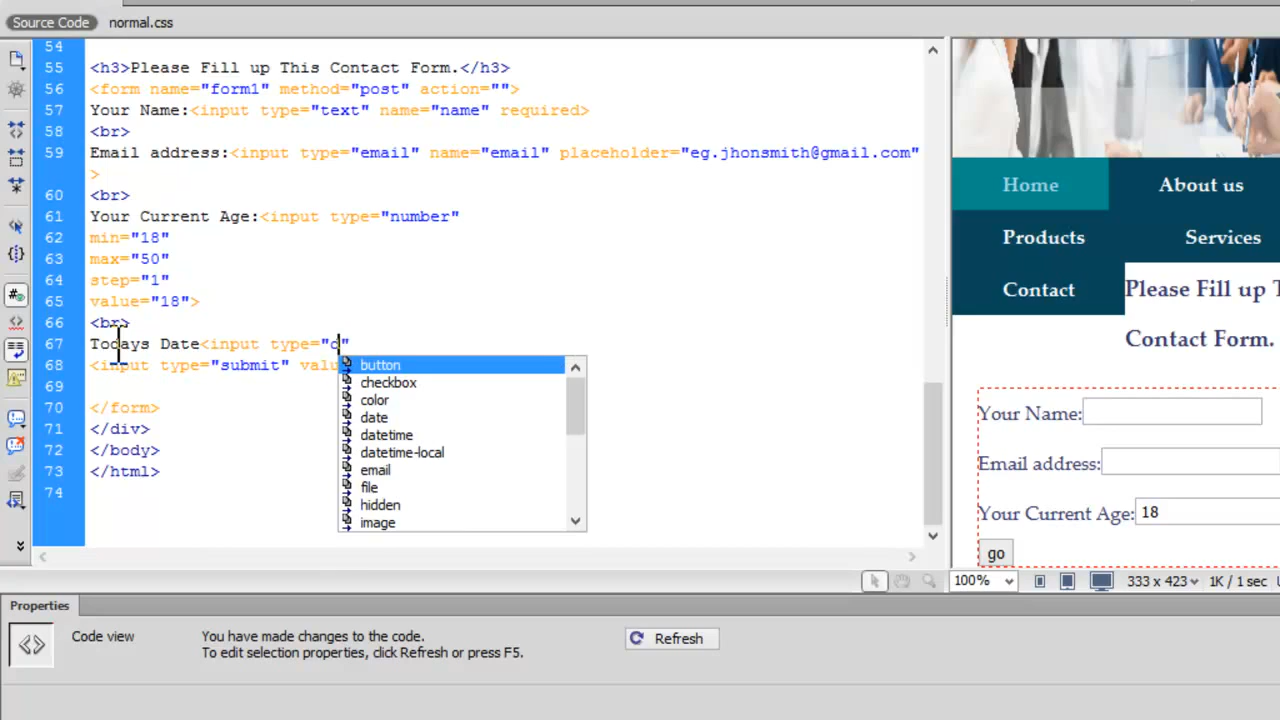 Source Code normal.css
54
55 <h3>Please Fill up This Contact Form.</h3>
56 <form name="form1" method="post" action="">
57 Your Name:<input type="text" name="name" required>
58 <br>
59 Email address:<input type="email" name="email" placeholder="eg.jhonsmith@gmail.com"
>
60 <br>
61 Your Current Age:<input type="number"
62 min="18"
63 max="50"
64 step="1"
65 value="18">
66 <br>
67 Todays Date<input type="d"
68 <input type="submit" valu
69
70 </form>
71 </div>
72 </body>
73 </html>
74
button
checkbox
color
date
datetime
datetime-local
email
file
hidden
image
Home About us
Products Services
Contact
Please Fill up T
Contact Form.
Your Name:
Email address:
Your Current Age: 18
go
100% 333 x 423 1K / 1 sec
Properties
Code view
You have made changes to the code.
To edit selection properties, click Refresh or press F5.
Refresh